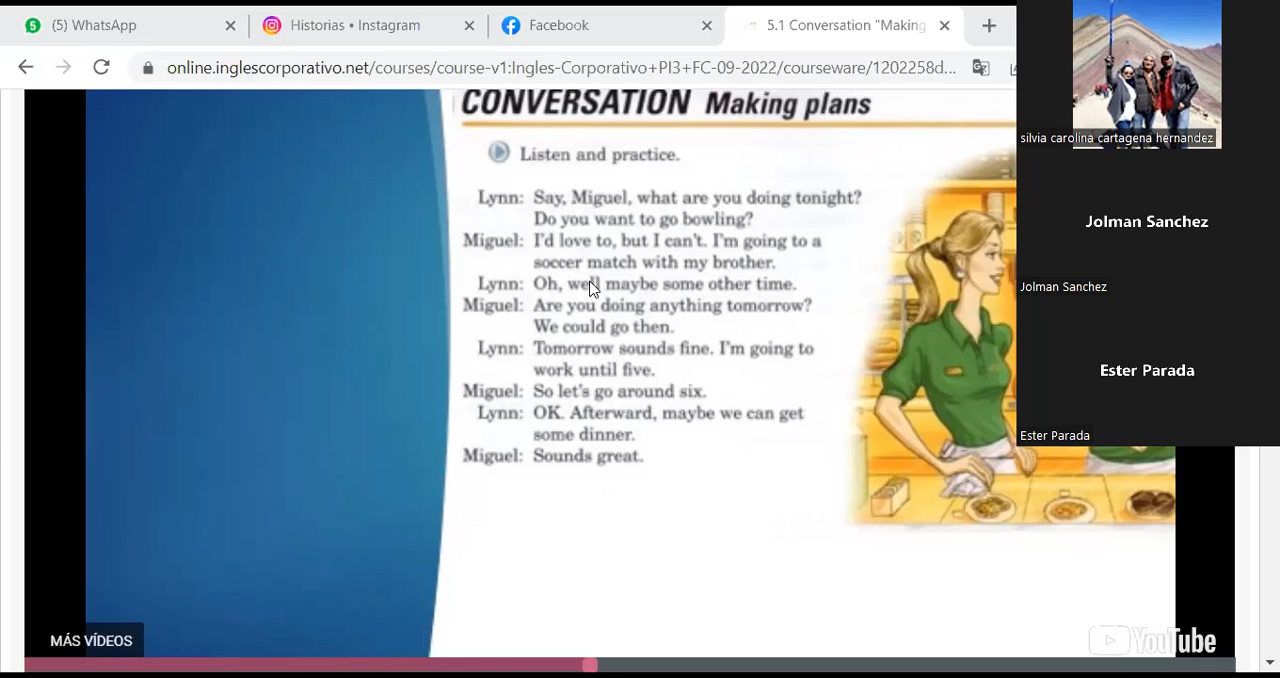 (5) WhatsApp
Historias • Instagram
Facebook
5.1 Conversation "Making
online.inglescorporativo.net/courses/course-v1:Ingles-Corporativo+PI3+FC-09-2022/courseware/1202258d...
silvia carolina cartagena hernandez
Jolman Sanchez
Jolman Sanchez
Ester Parada
Ester Parada
CONVERSATION Making plans
Listen and practice.
Lynn: Say, Miguel, what are you doing tonight?
Do you want to go bowling?
Miguel: I'd love to, but I can't. I'm going to a
soccer match with my brother.
Lynn: Oh, well maybe some other time.
Miguel: Are you doing anything tomorrow?
We could go then.
Lynn: Tomorrow sounds fine. I'm going to
work until five.
Miguel: So let's go around six.
Lynn: OK. Afterward, maybe we can get
some dinner.
Miguel: Sounds great.
MÁS VÍDEOS
YouTube